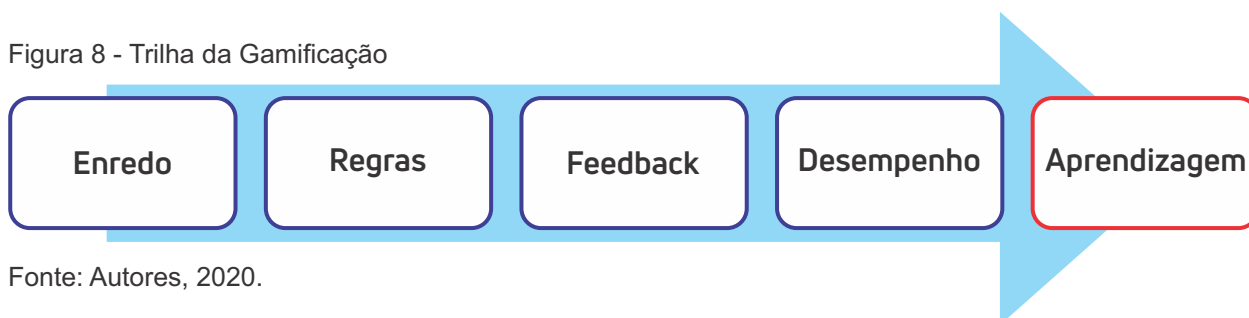 Figura 8 - Trilha da Gamificação
Enredo
Regras
Feedback
Desempenho
Aprendizagem
Fonte: Autores, 2020.